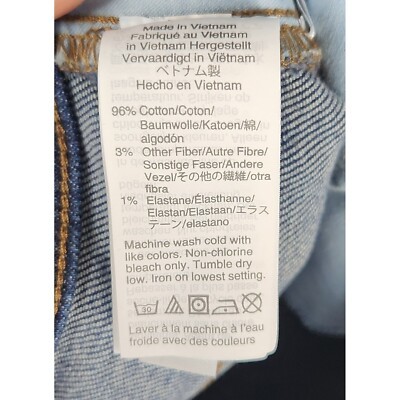 Made in Vietnam
Fabriqué au Vietnam
in Vietnam Hergestellt
Vervaardigd in Viëtnam
ベトナム製
Hecho en Vietnam
96% Cotton/Coton/
Baumwolle/Katoen/綿/
algodón
3% Other Fiber/Autre Fibre/
Sonstige Faser/Andere
Vezel/その他の繊維/otra
fibra
1% Elastane/Élasthanne/
Elastan/Elastaan/エラス
テーン/elastano
Machine wash cold with
like colors. Non-chlorine
bleach only. Tumble dry
low. Iron on lowest setting.
30
Laver à la machine à l'eau
froide avec des couleurs